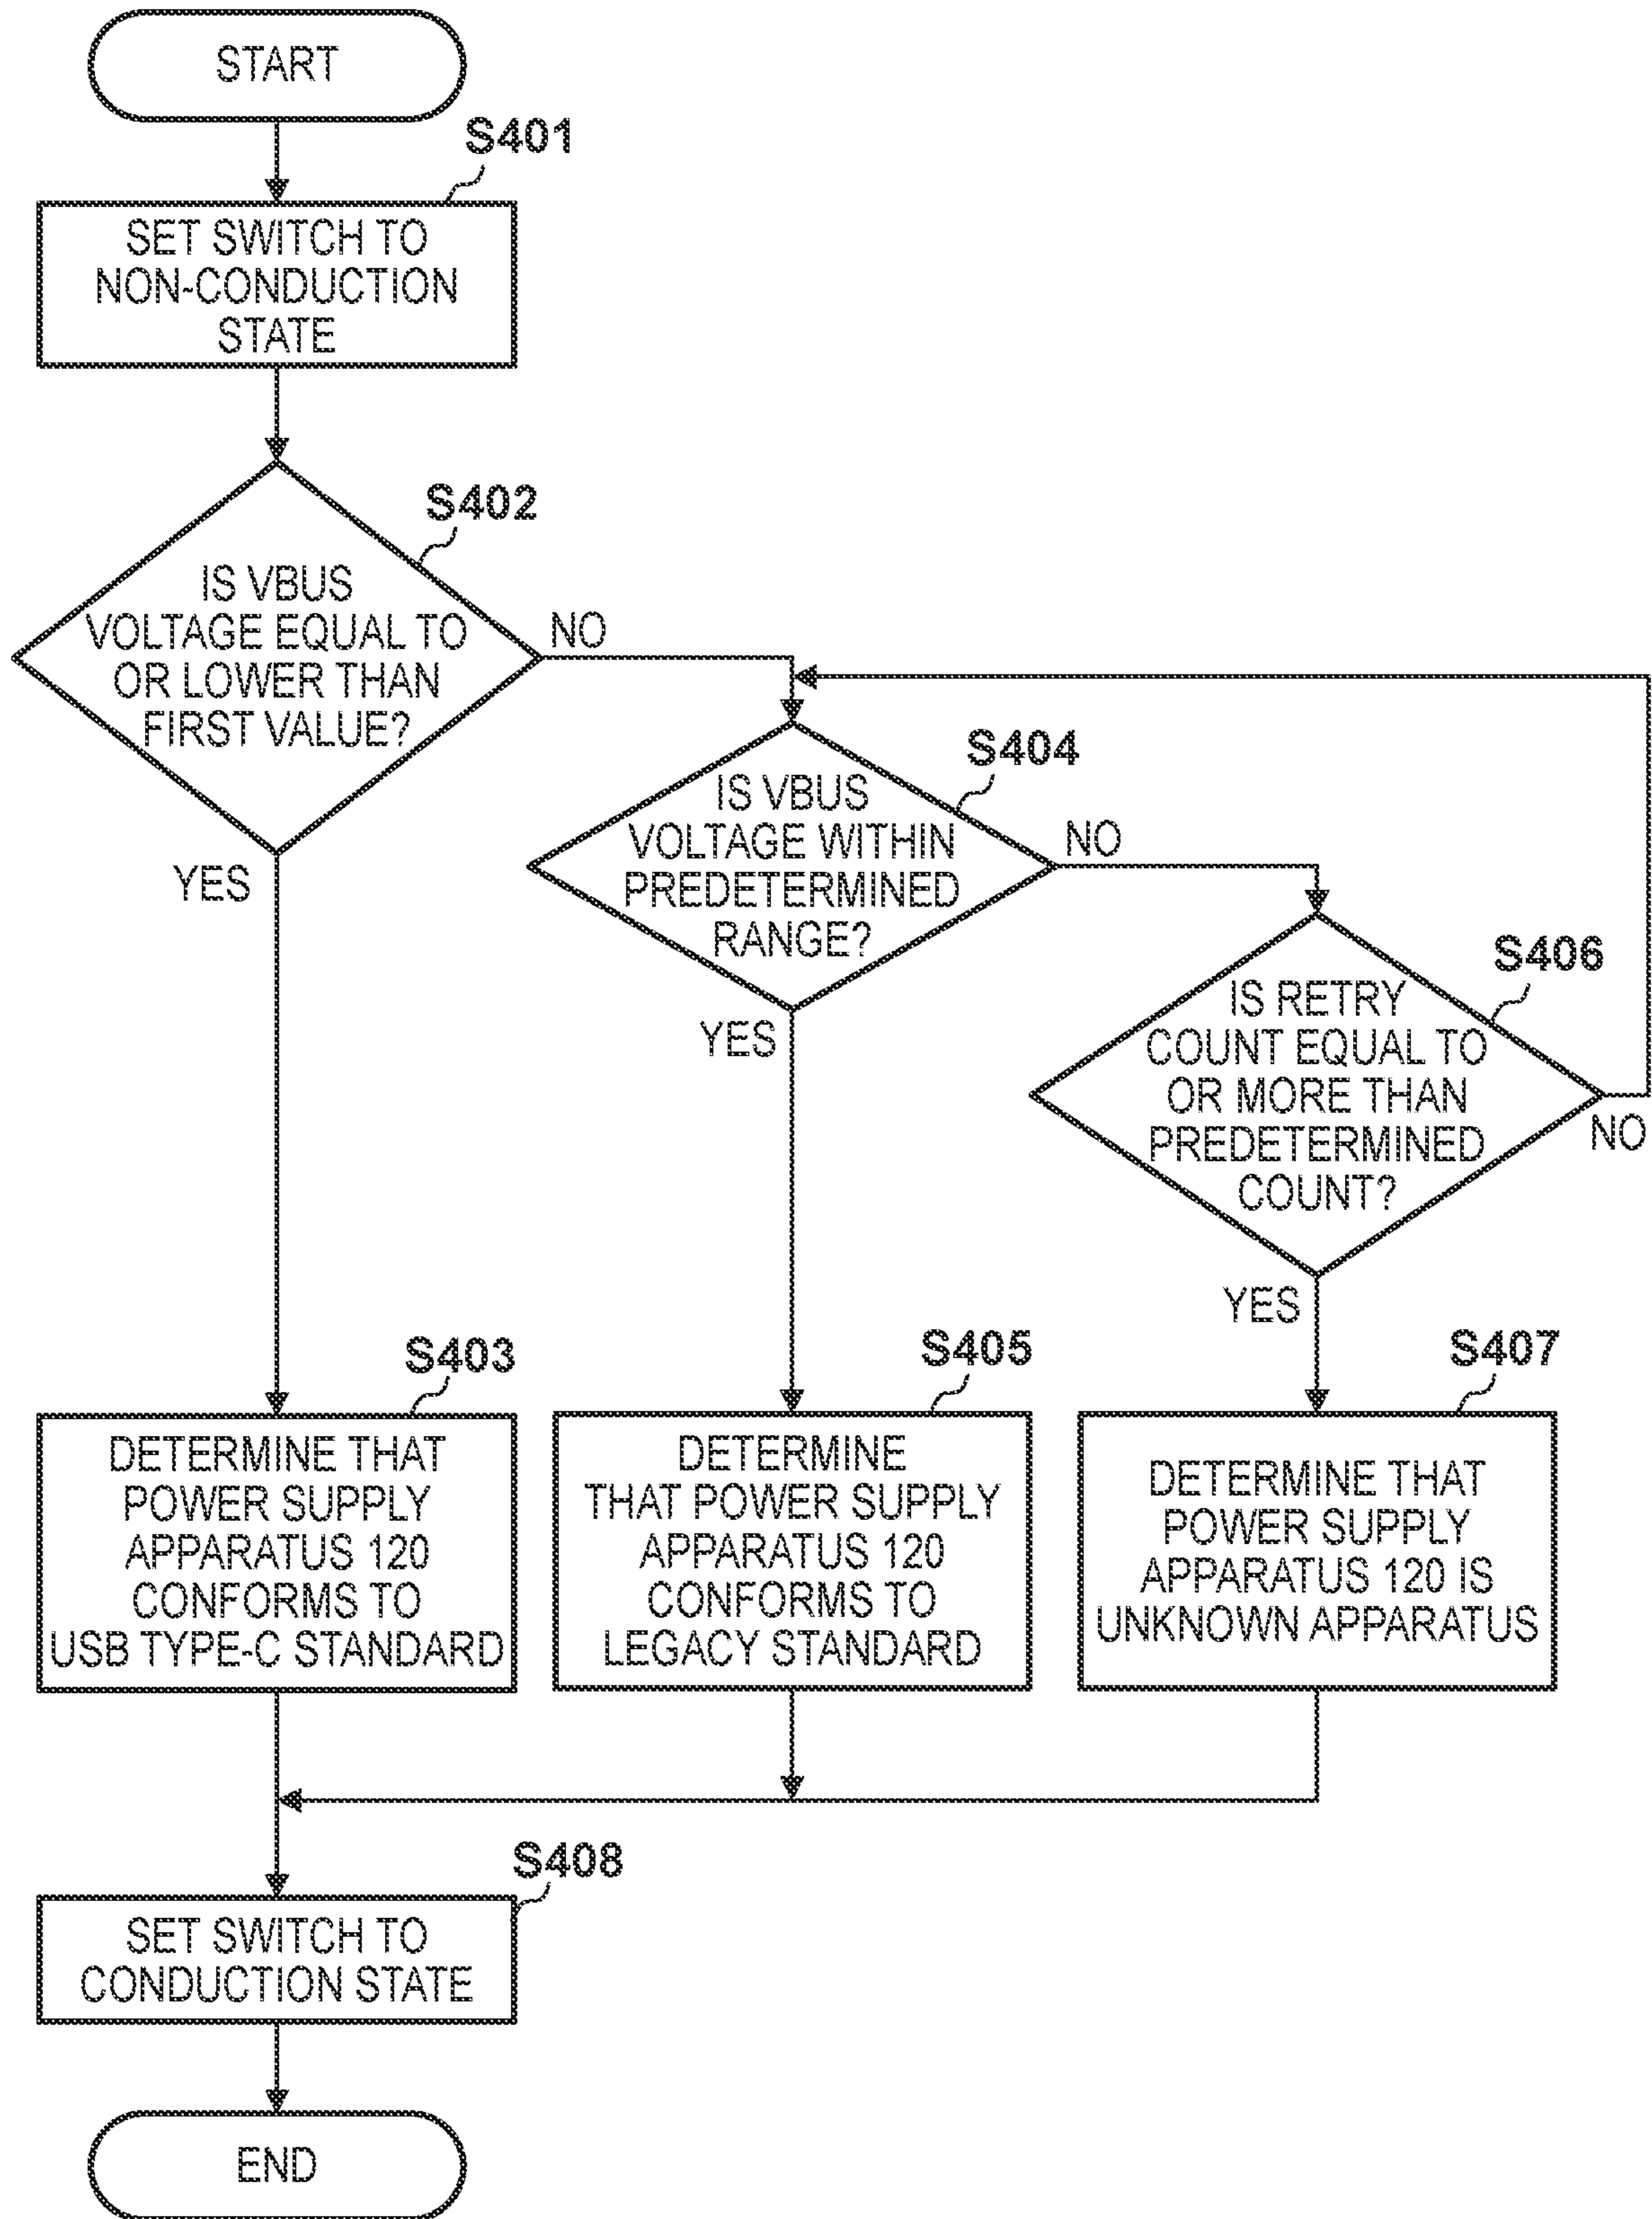 START
S401
SET SWITCH TO
NON-CONDUCTION
STATE
S402
IS VBUS
VOLTAGE EQUAL TO
OR LOWER THAN
FIRST VALUE?
NO
YES
S404
IS VBUS
VOLTAGE WITHIN
PREDETERMINED
RANGE?
NO
YES
S406
IS RETRY
COUNT EQUAL TO
OR MORE THAN
PREDETERMINED
COUNT?
NO
YES
S403
DETERMINE THAT
POWER SUPPLY
APPARATUS 120
CONFORMS TO
USB TYPE-C STANDARD
S405
DETERMINE
THAT POWER SUPPLY
APPARATUS 120
CONFORMS TO
LEGACY STANDARD
S407
DETERMINE THAT
POWER SUPPLY
APPARATUS 120 IS
UNKNOWN APPARATUS
S408
SET SWITCH TO
CONDUCTION STATE
END